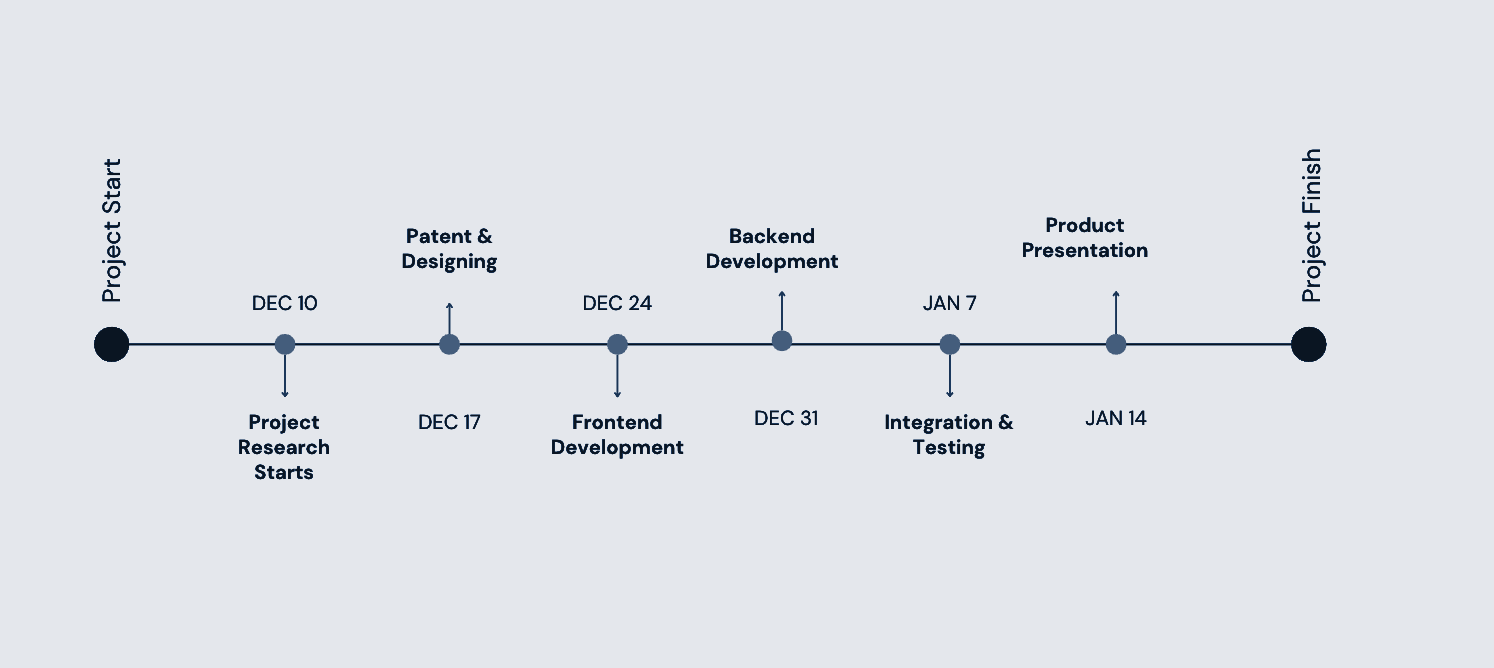 Project Start
DEC 10
Project
Research
Starts
Patent &
Designing
DEC 17
DEC 24
Frontend
Development
Backend
Development
DEC 31
JAN 7
Integration &
Testing
Product
Presentation
JAN 14
Project Finish